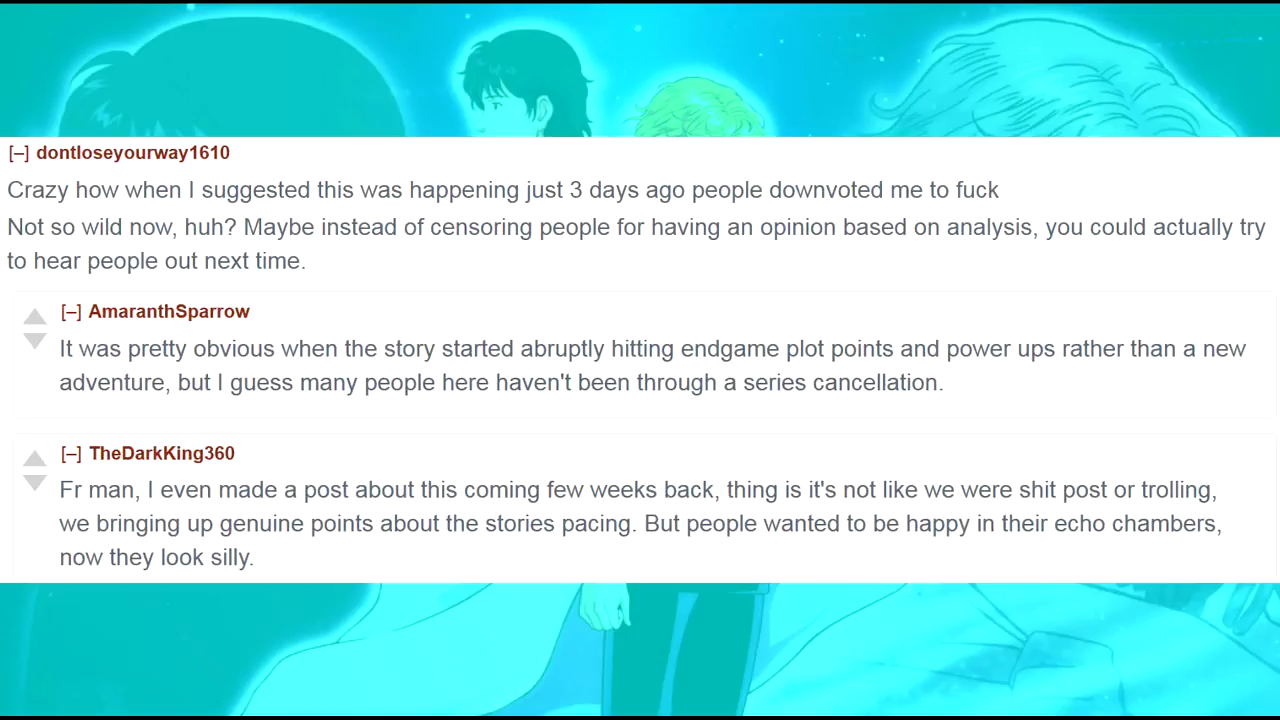 [–] dontloseyourway1610
Crazy how when I suggested this was happening just 3 days ago people downvoted me to fuck
Not so wild now, huh? Maybe instead of censoring people for having an opinion based on analysis, you could actually try
to hear people out next time.
[–] AmaranthSparrow
It was pretty obvious when the story started abruptly hitting endgame plot points and power ups rather than a new
adventure, but I guess many people here haven't been through a series cancellation.
[–] TheDarkKing360
Fr man, I even made a post about this coming few weeks back, thing is it's not like we were shit post or trolling,
we bringing up genuine points about the stories pacing. But people wanted to be happy in their echo chambers,
now they look silly.